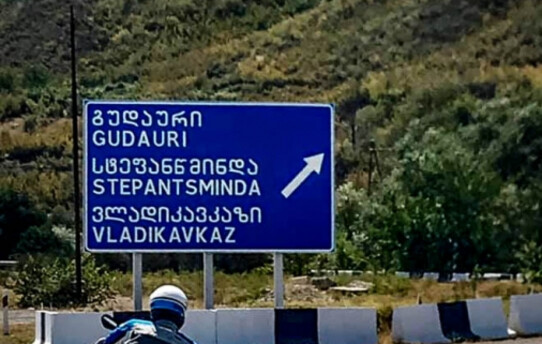 გუდაური
GUDAURI
სტეფანწმინდა
STEPANTSMINDA
ვლადიკავკაზი
VLADIKAVKAZ